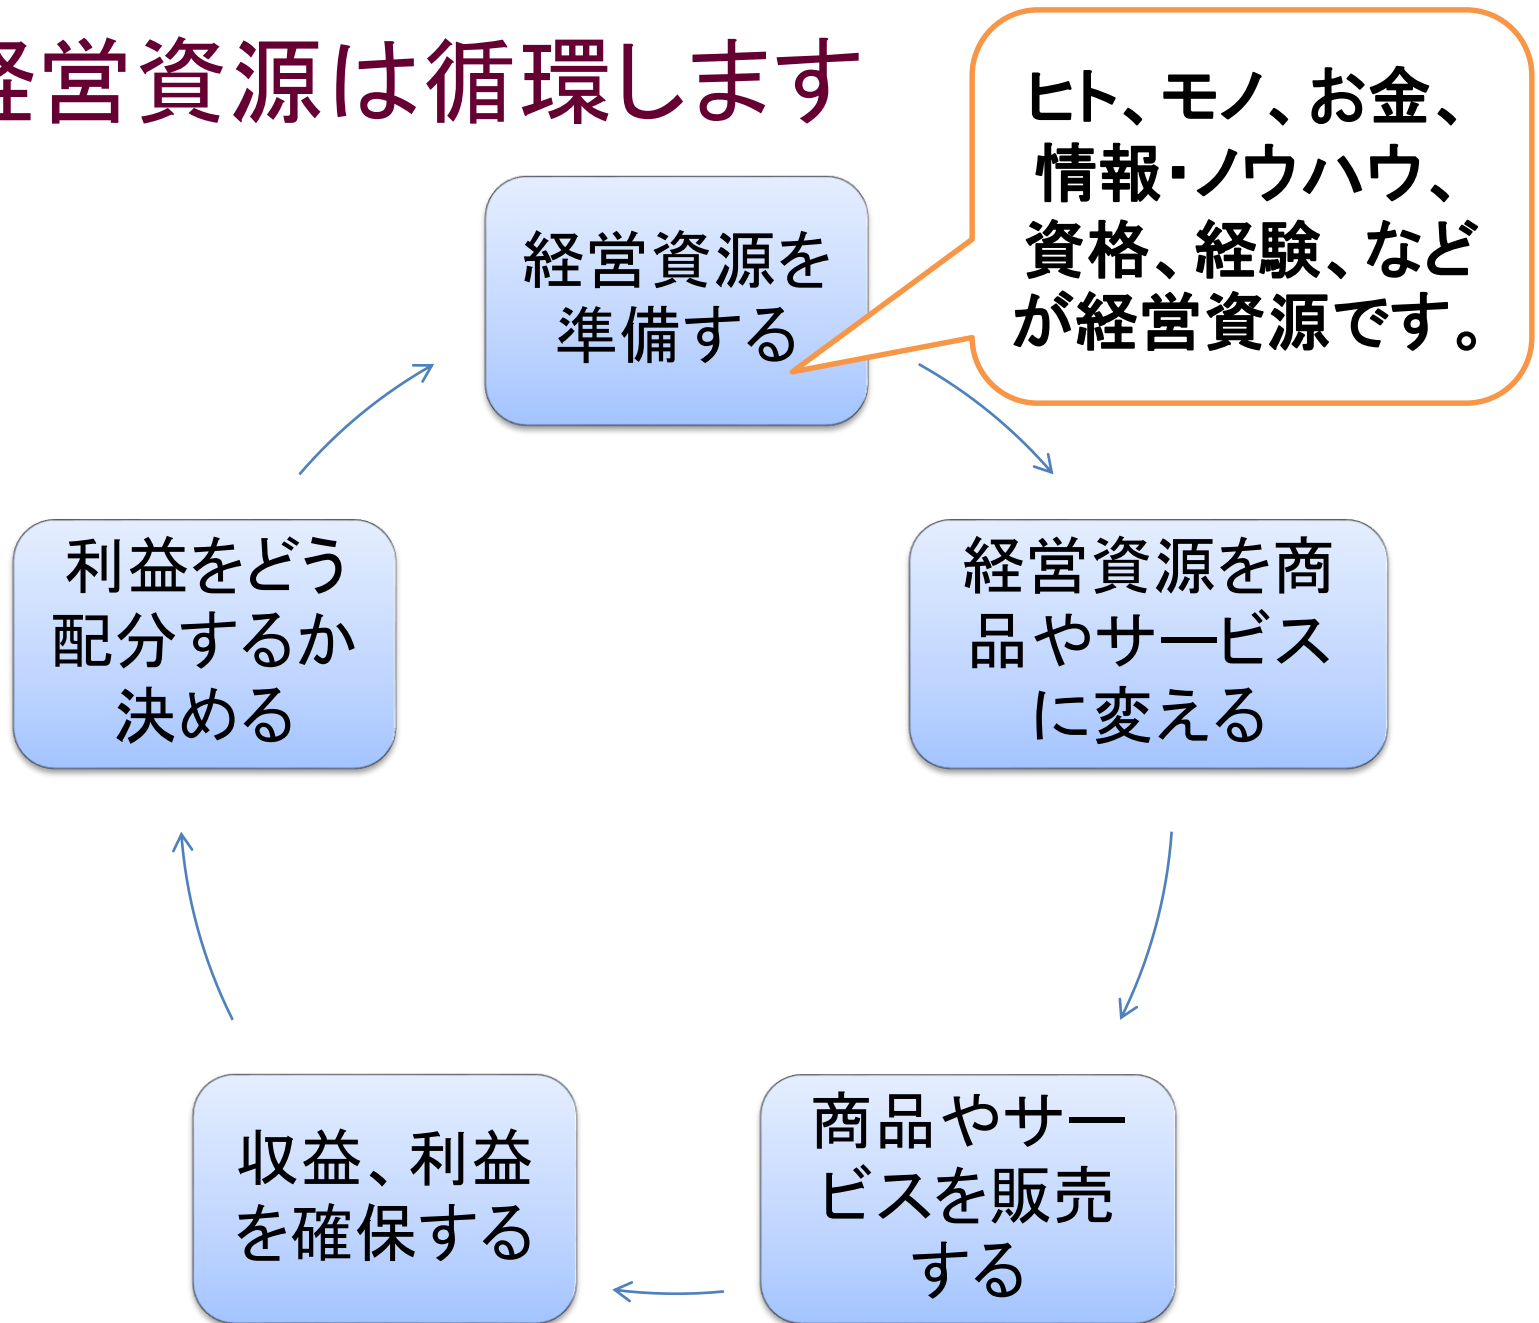 経営資源は循環します
ヒト、モノ、お金、
情報・ノウハウ、
資格、経験、など
が経営資源です。
経営資源を
準備する
経営資源を商
品やサービス
に変える
商品やサー
ビスを販売
する
収益、利益
を確保する
利益をどう
配分するか
決める